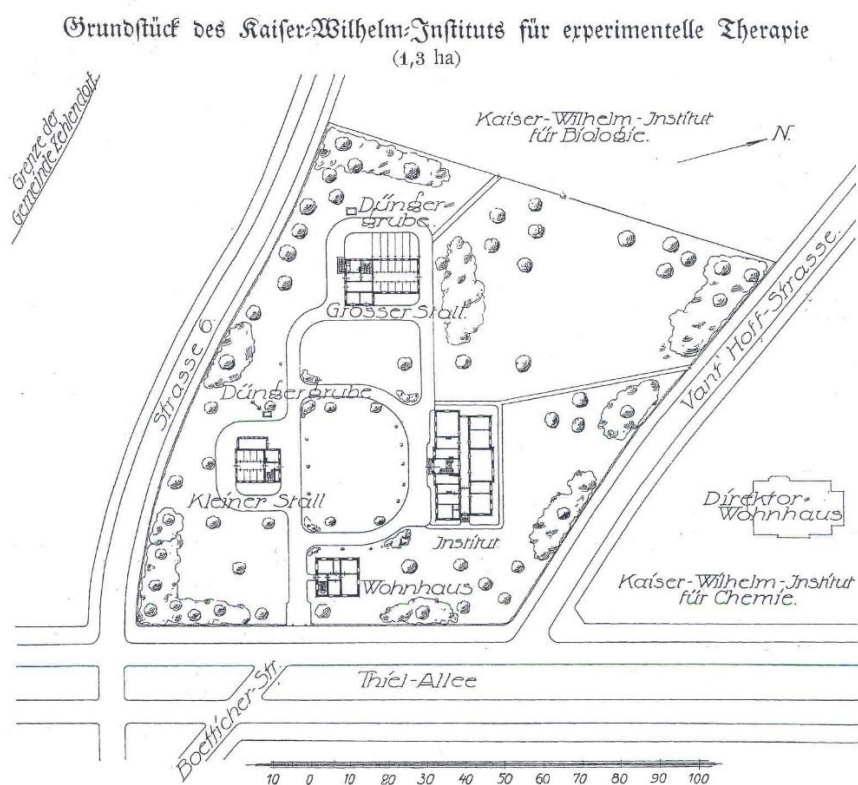 Grundstück des Kaiser-Wilhelm-Instituts für experimentelle Therapie
(1,3 ha)
Grenze der
Gemeinde Zehlendorf.
Kaiser-Wilhelm-Institut
für Biologie.
N.
Dünger-
grube.
Grosser Stall.
Strasse 6.
Vant' Hoff-Strasse.
Düngergrube.
Kleiner Stall
Institut
Direktor-
Wohnhaus
Wohnhaus
Kaiser-Wilhelm-Institut
für Chemie.
Thiel-Allee
Boetticher-Str.
10 0 10 20 30 40 50 60 70 80 90 100